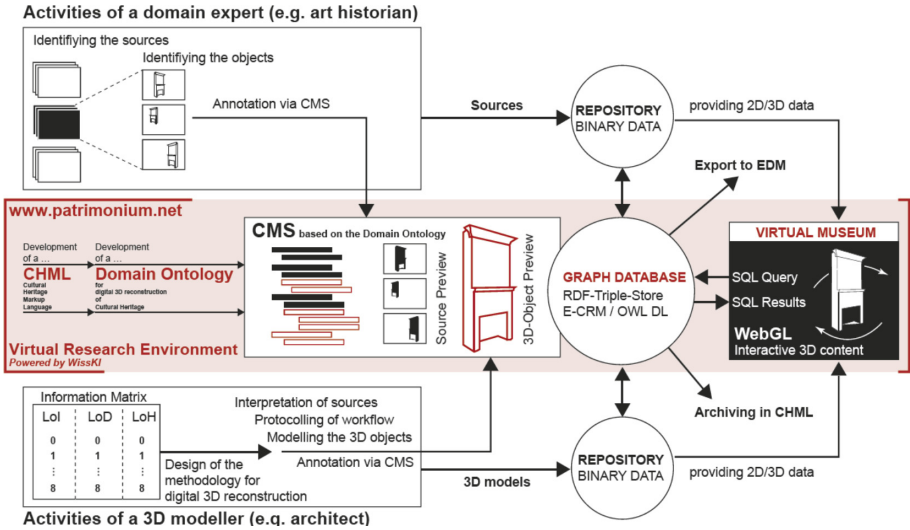 Activities of a domain expert (e.g. art historian)
Identifiying the sources
Identifying the objects
Annotation via CMS
Sources
REPOSITORY
BINARY DATA
providing 2D/3D data
Export to EDM
www.patrimonium.net
Development
of a ...
CHML
Cultural
Heritage
Markup
Language
Development
of a ...
Domain Ontology
for
digital 3D reconstruction
of
Cultural Heritage
Virtual Research Environment
Powered by WissKI
CMS based on the Domain Ontology
Source Preview
3D-Object Preview
GRAPH DATABASE
RDF-Triple-Store
E-CRM / OWL DL
VIRTUAL MUSEUM
SQL Query
SQL Results
WebGL
Interactive 3D content
Archiving in CHML
Information Matrix
LoI LoD LoH
0 0 0
1 1 1
⋮ ⋮ ⋮
8 8 8
Design of the
methodology for
digital 3D reconstruction
Interpretation of sources
Protocolling of workflow
Modelling the 3D objects
Annotation via CMS
3D models
REPOSITORY
BINARY DATA
providing 2D/3D data
Activities of a 3D modeller (e.g. architect)